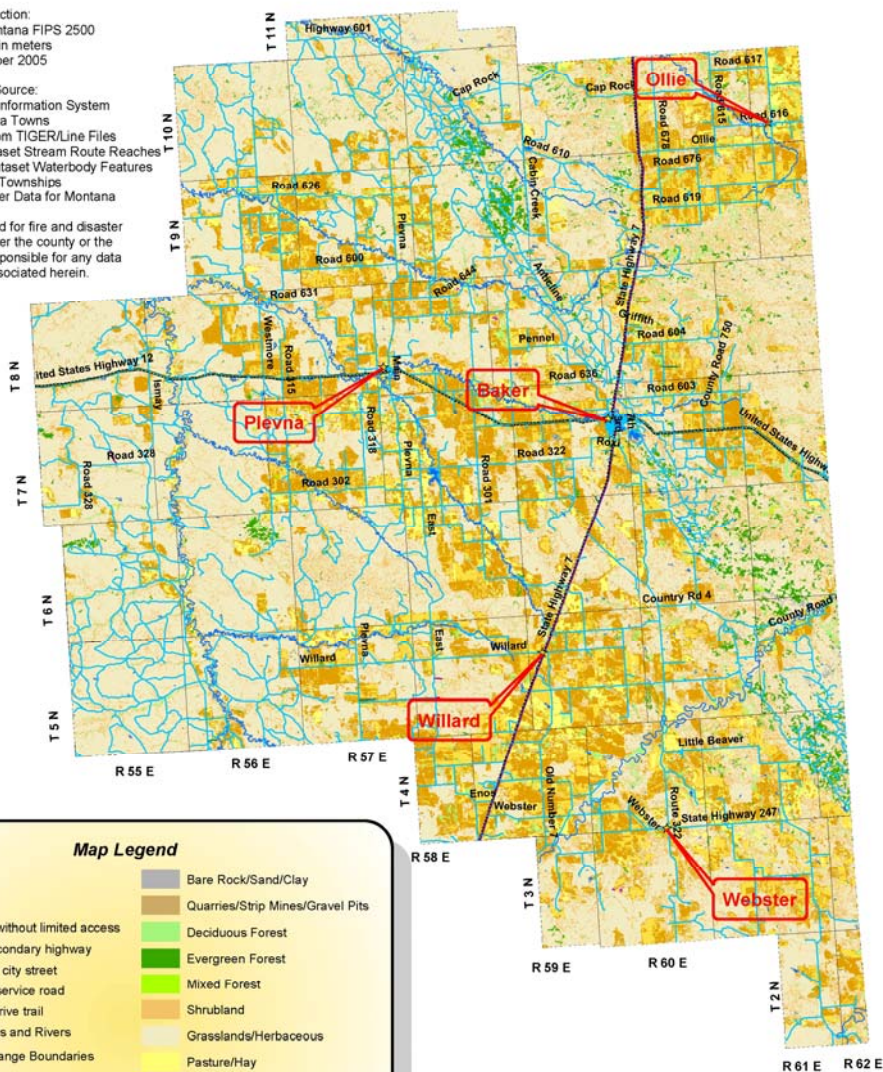 ction:
ntana FIPS 2500
in meters
ber 2005
Source:
Information System
a Towns
om TIGER/Line Files
aset Stream Route Reaches
taset Waterbody Features
Townships
er Data for Montana
d for fire and disaster
er the county or the
ponsible for any data
sociated herein.
T 11 N
Highway 601
T 10 N
Cap Rock
Cap Rock
Ollie
Road 617
Road 615
Road 616
Road 678
Ollie
Road 610
Road 676
Road 626
Cabin Creek
Road 619
T 9 N
Plevna
Road 600
Road 644
Anticline
State Highway 7
Road 631
Griffith
Road 604
County Road 750
Westmore
Road 315
Pennel
T 8 N
ited States Highway 12
Main
Road 636
Ismay
Baker
Road 603
Plevna
3rd
7th
United States Highw
Road 318
Plevna
Road 322
Road 328
T 7 N
Road 328
Road 302
Road 301
East
T 6 N
State Highway 7
Country Rd 4
County Road
Plevna
East
Willard
Willard
T 5 N
Willard
Little Beaver
R 55 E
R 56 E
R 57 E
T 4 N
Enos
Webster
Old Number 7
Webster
Route 322
State Highway 247
R 58 E
T 3 N
Webster
R 59 E
R 60 E
T 2 N
R 61 E
R 62 E
Map Legend
without limited access
condary highway
city street
service road
rive trail
s and Rivers
ange Boundaries
Bare Rock/Sand/Clay
Quarries/Strip Mines/Gravel Pits
Deciduous Forest
Evergreen Forest
Mixed Forest
Shrubland
Grasslands/Herbaceous
Pasture/Hay